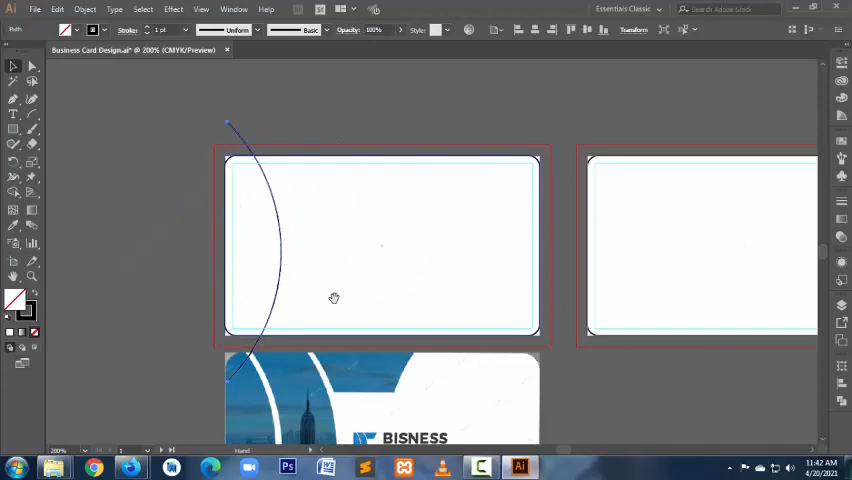 File Edit Object Type Select Effect View Window Help
Essentials Classic
Search Adobe Stock
Path
Stroke:
1 pt
Uniform
Basic
Opacity:
100%
Style:
Transform
Business Card Design.ai* @ 200% (CMYK/Preview)
BISNESS
200%
1
Hand
11:42 AM
4/20/2021